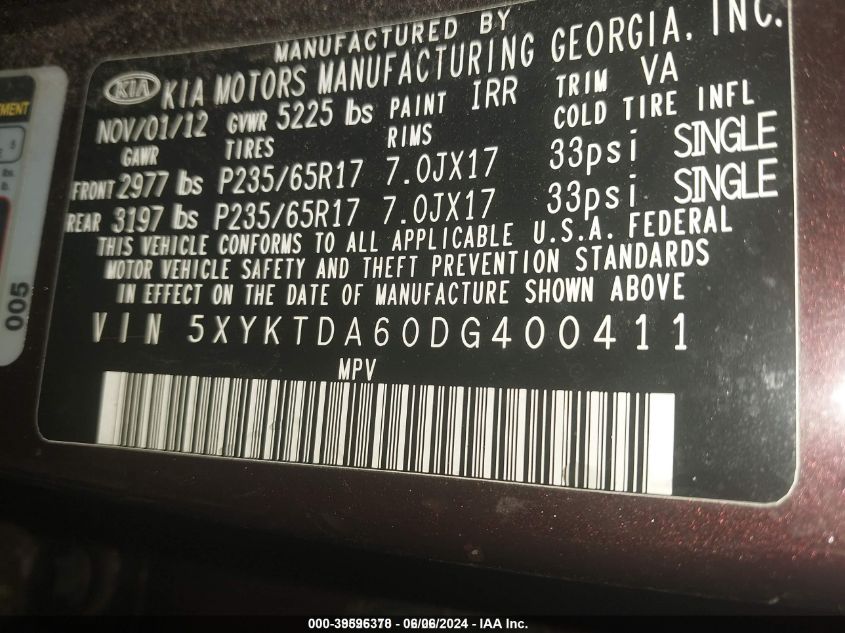 MANUFACTURED BY
KIA KIA MOTORS MANUFACTURING GEORGIA, INC.
NOV/01/12 GVWR 5225 lbs PAINT IRR TRIM VA
GAWR TIRES RIMS COLD TIRE INFL
FRONT 2977 lbs P235/65R17 7.0JX17 33psi SINGLE
REAR 3197 lbs P235/65R17 7.0JX17 33psi SINGLE
THIS VEHICLE CONFORMS TO ALL APPLICABLE U.S.A. FEDERAL
MOTOR VEHICLE SAFETY AND THEFT PREVENTION STANDARDS
IN EFFECT ON THE DATE OF MANUFACTURE SHOWN ABOVE
VIN 5XYKTDA60DG400411
MPV
005
000-39596378 - 06/06/2024 - IAA Inc.